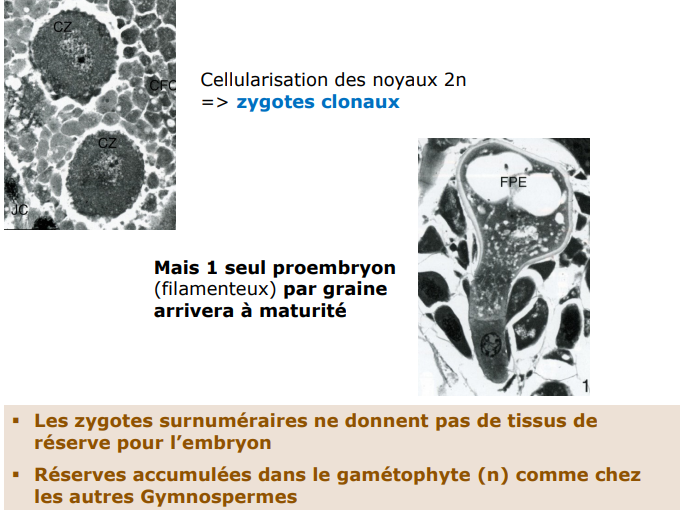 CZ
CFC
CZ
JC
Cellularisation des noyaux 2n
=> zygotes clonaux
FPE
1
Mais 1 seul proembryon
(filamenteux) par graine
arrivera à maturité
▪ Les zygotes surnuméraires ne donnent pas de tissus de
réserve pour l’embryon
▪ Réserves accumulées dans le gamétophyte (n) comme chez
les autres Gymnospermes